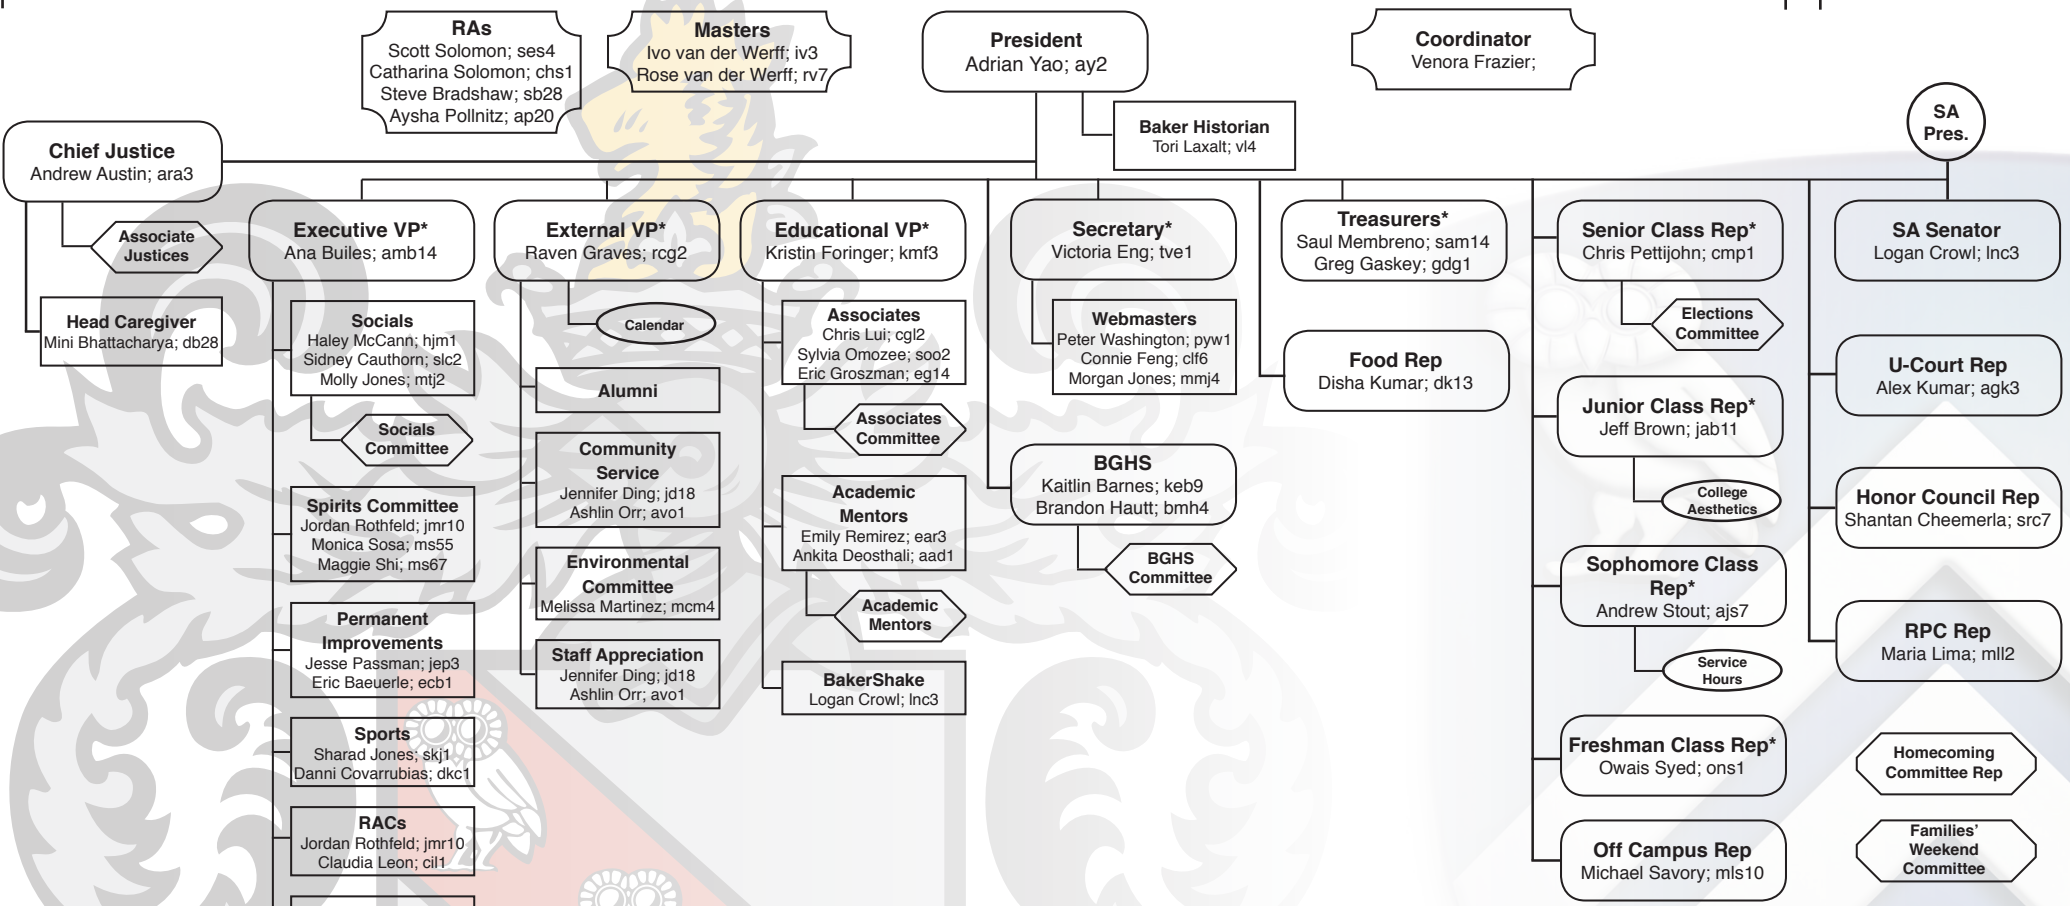 RAs
Scott Solomon; ses4
Catharina Solomon; chs1
Steve Bradshaw; sb28
Aysha Pollnitz; ap20
Masters
Ivo van der Werff; iv3
Rose van der Werff; rv7
President
Adrian Yao; ay2
Coordinator
Venora Frazier;
Baker Historian
Tori Laxalt; vl4
SA
Pres.
Chief Justice
Andrew Austin; ara3
Associate
Justices
Head Caregiver
Mini Bhattacharya; db28
Executive VP*
Ana Builes; amb14
Socials
Haley McCann; hjm1
Sidney Cauthorn; slc2
Molly Jones; mtj2
Socials
Committee
Spirits Committee
Jordan Rothfeld; jmr10
Monica Sosa; ms55
Maggie Shi; ms67
Permanent
Improvements
Jesse Passman; jep3
Eric Baeuerle; ecb1
Sports
Sharad Jones; skj1
Danni Covarrubias; dkc1
RACs
Jordan Rothfeld; jmr10
Claudia Leon; cil1
External VP*
Raven Graves; rcg2
Calendar
Alumni
Community
Service
Jennifer Ding; jd18
Ashlin Orr; avo1
Environmental
Committee
Melissa Martinez; mcm4
Staff Appreciation
Jennifer Ding; jd18
Ashlin Orr; avo1
Educational VP*
Kristin Foringer; kmf3
Associates
Chris Lui; cgl2
Sylvia Omozee; soo2
Eric Groszman; eg14
Associates
Committee
Academic
Mentors
Emily Remirez; ear3
Ankita Deosthali; aad1
Academic
Mentors
BakerShake
Logan Crowl; lnc3
Secretary*
Victoria Eng; tve1
Webmasters
Peter Washington; pyw1
Connie Feng; clf6
Morgan Jones; mmj4
BGHS
Kaitlin Barnes; keb9
Brandon Hautt; bmh4
BGHS
Committee
Treasurers*
Saul Membreno; sam14
Greg Gaskey; gdg1
Food Rep
Disha Kumar; dk13
Senior Class Rep*
Chris Pettijohn; cmp1
Elections
Committee
Junior Class Rep*
Jeff Brown; jab11
College
Aesthetics
Sophomore Class
Rep*
Andrew Stout; ajs7
Service
Hours
Freshman Class Rep*
Owais Syed; ons1
Off Campus Rep
Michael Savory; mls10
SA Senator
Logan Crowl; lnc3
U-Court Rep
Alex Kumar; agk3
Honor Council Rep
Shantan Cheemerla; src7
RPC Rep
Maria Lima; mll2
Homecoming
Committee Rep
Families'
Weekend
Committee